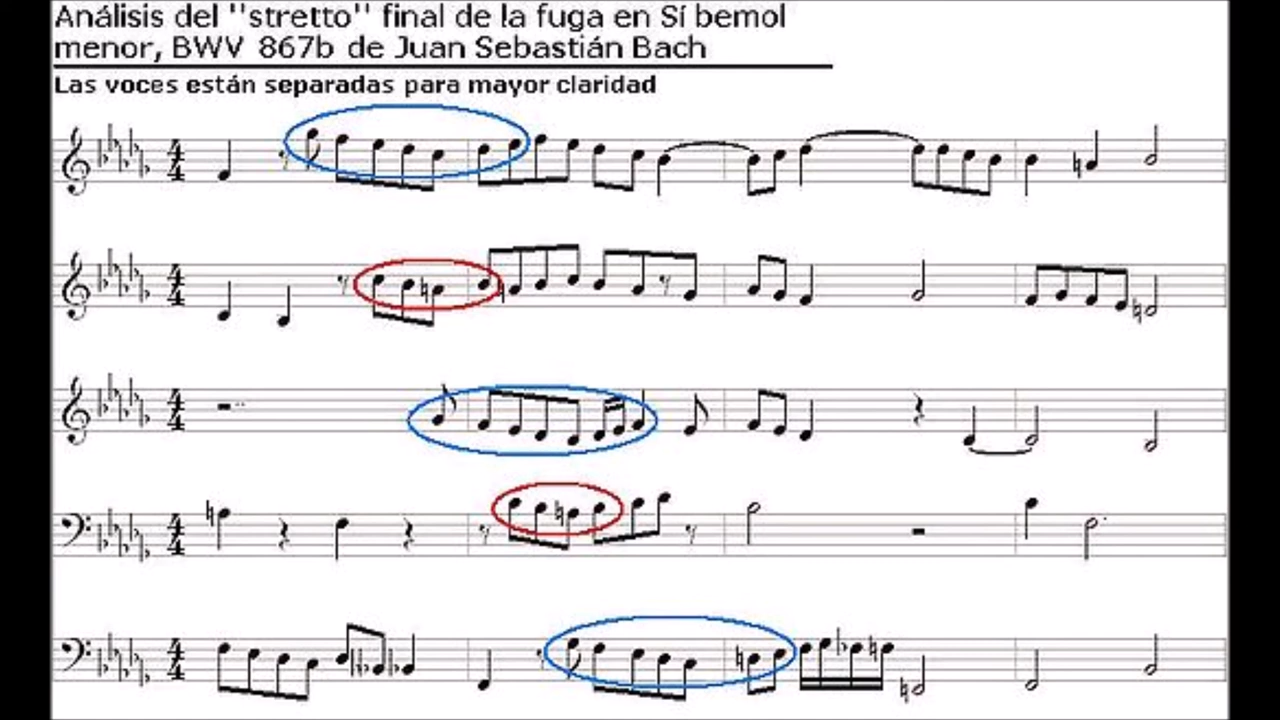 Análisis del "stretto" final de la fuga en Sí bemol
menor, BWV 867b de Juan Sebastián Bach
Las voces están separadas para mayor claridad